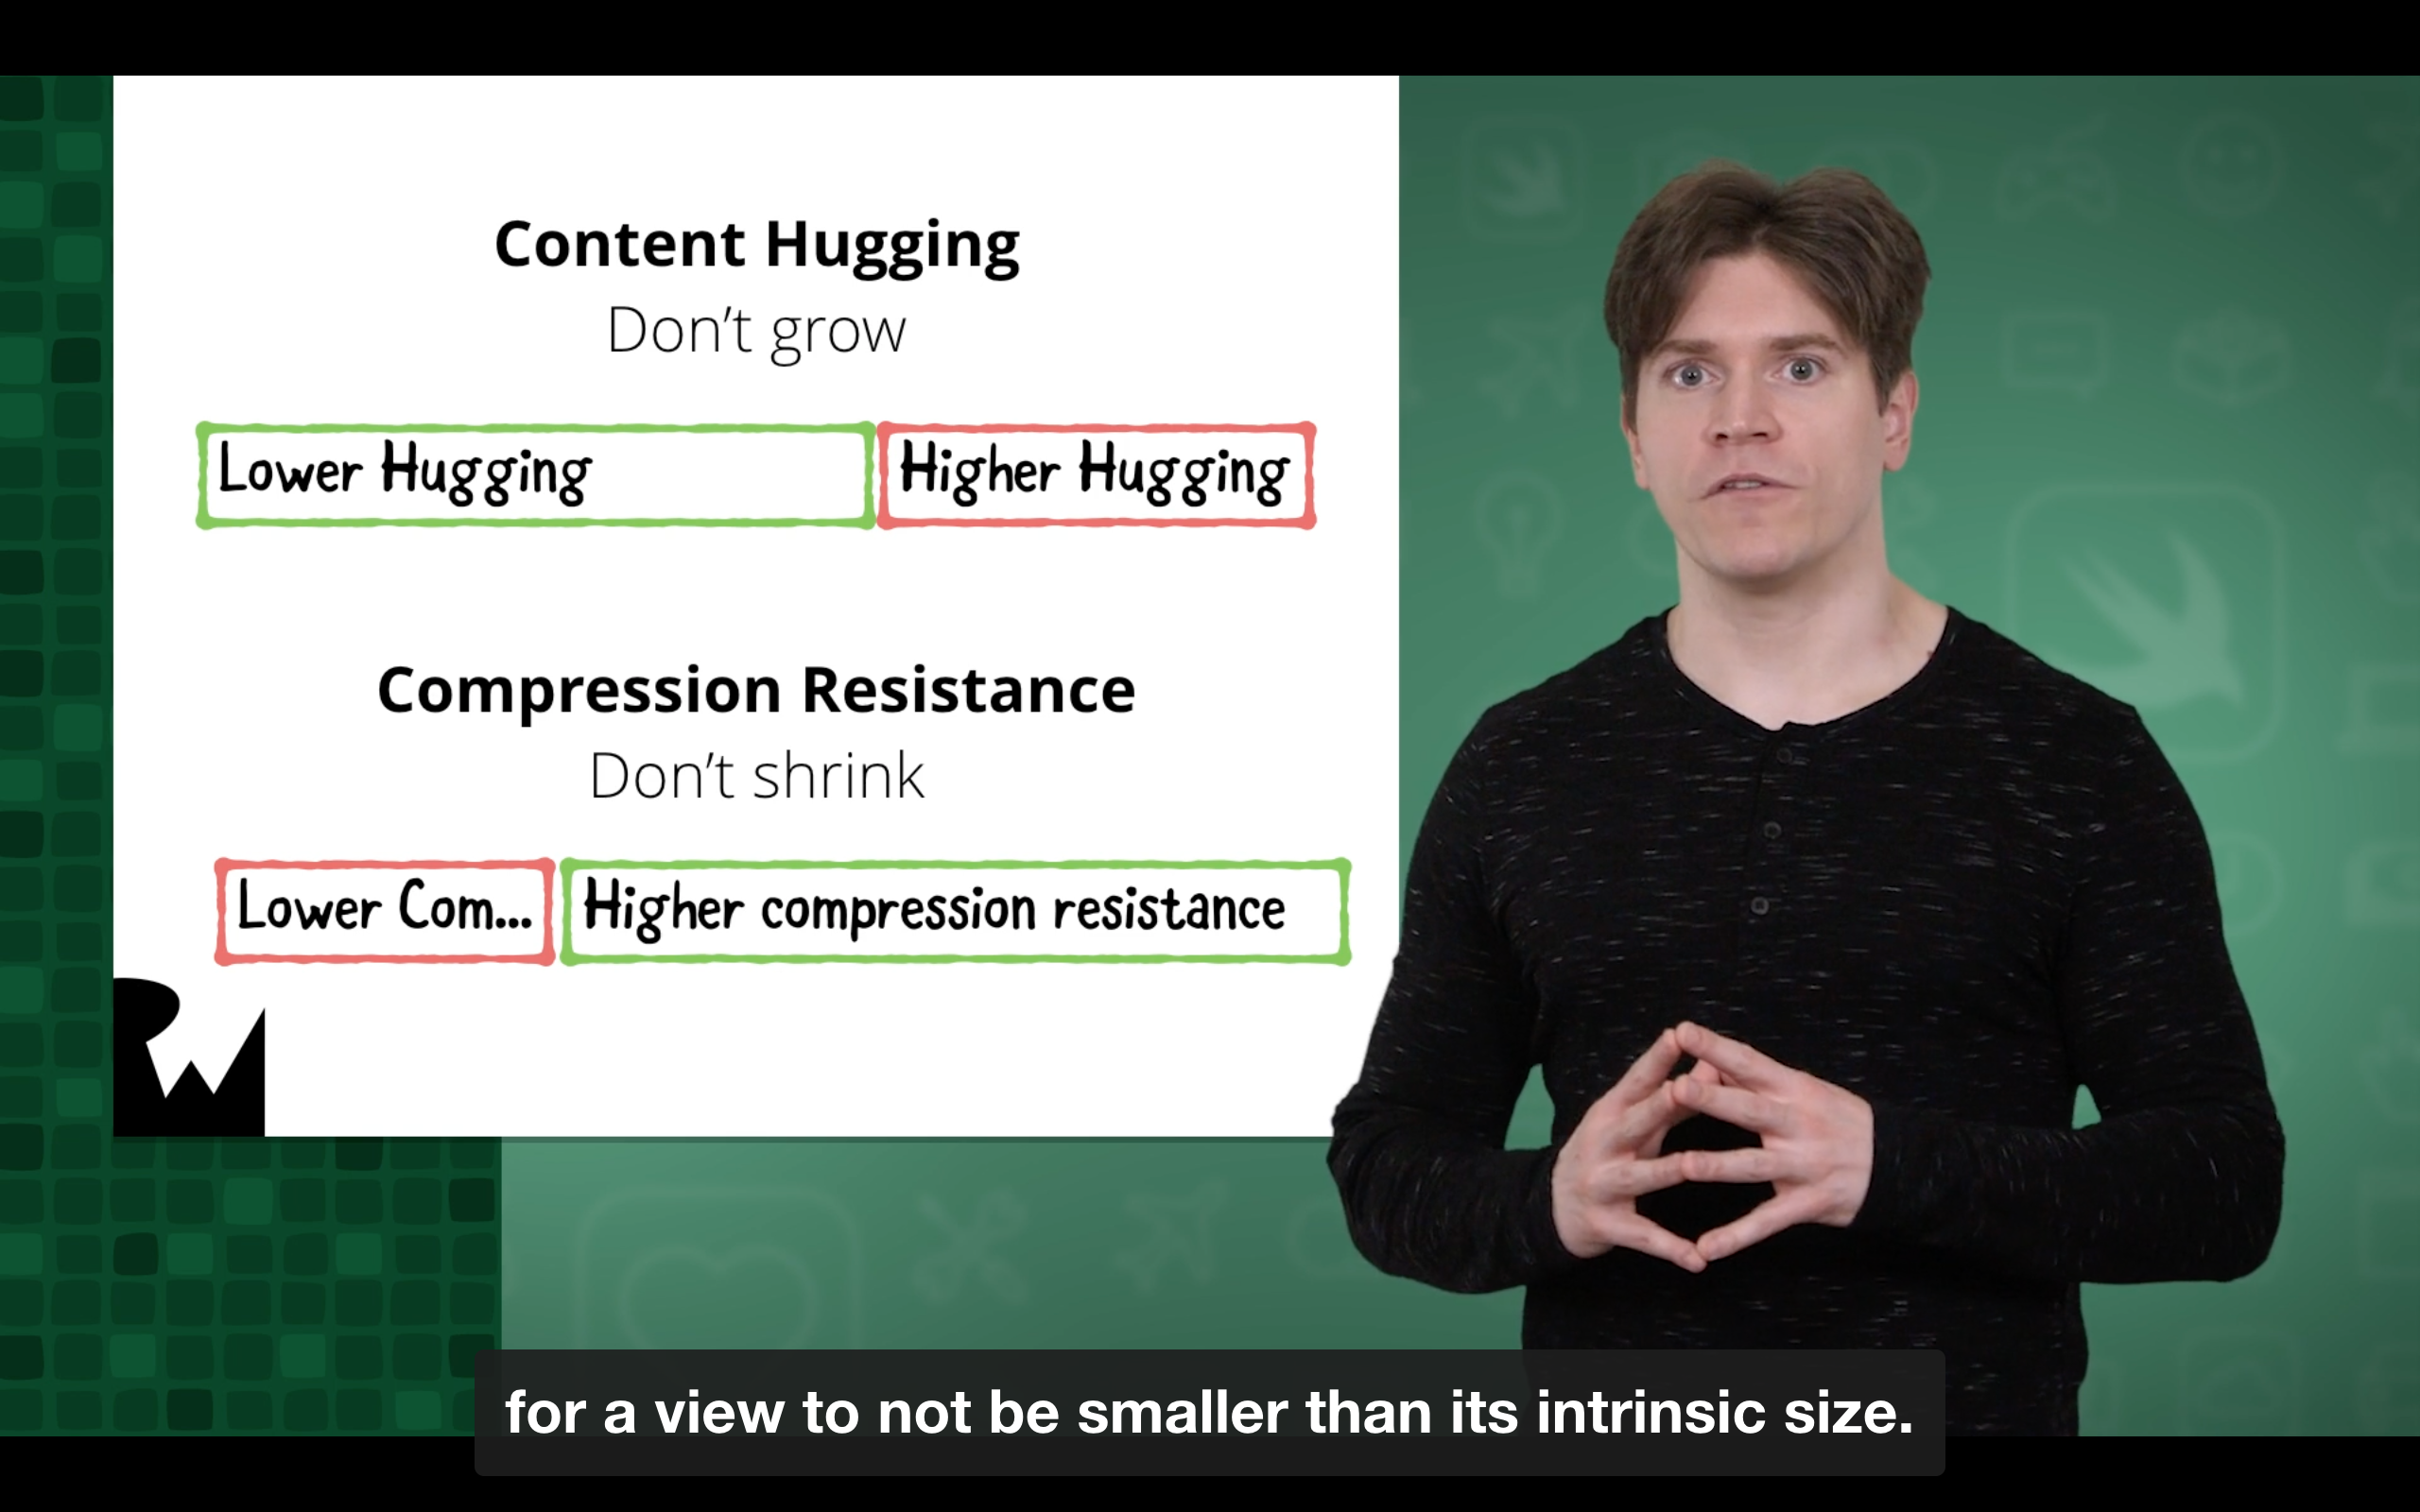 Content Hugging
Don't grow
Lower Hugging
Higher Hugging
Compression Resistance
Don't shrink
Lower Com...
Higher compression resistance
RW
for a view to not be smaller than its intrinsic size.